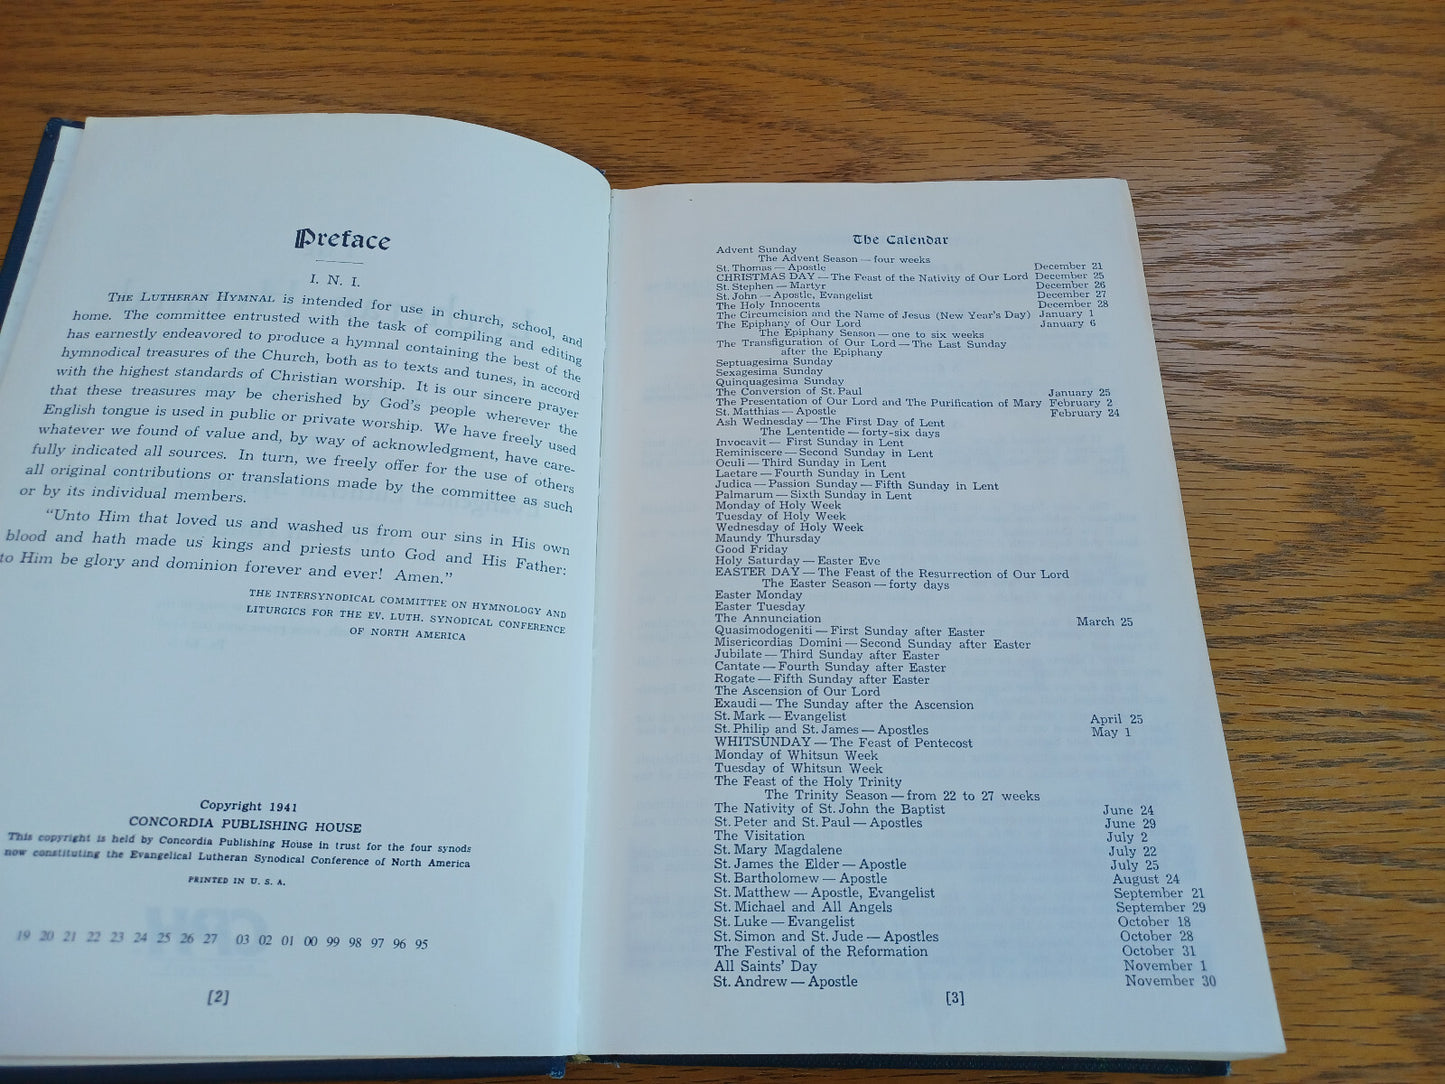 Preface
I. N. I.
THE LUTHERAN HYMNAL is intended for use in church, school, and
home. The committee entrusted with the task of compiling and editing
has earnestly endeavored to produce a hymnal containing the best of the
hymnodical treasures of the Church, both as to texts and tunes, in accord
with the highest standards of Christian worship. It is our sincere prayer
that these treasures may be cherished by God's people wherever the
English tongue is used in public or private worship. We have freely used
whatever we found of value and, by way of acknowledgment, have care-
fully indicated all sources. In turn, we freely offer for the use of others
all original contributions or translations made by the committee as such
or by its individual members.
"Unto Him that loved us and washed us from our sins in His own
blood and hath made us kings and priests unto God and His Father:
to Him be glory and dominion forever and ever! Amen."
THE INTERSYNODICAL COMMITTEE ON HYMNOLOGY AND
LITURGICS FOR THE EV. LUTH. SYNODICAL CONFERENCE
OF NORTH AMERICA
Copyright 1941
CONCORDIA PUBLISHING HOUSE
This copyright is held by Concordia Publishing House in trust for the four synods
now constituting the Evangelical Lutheran Synodical Conference of North America
PRINTED IN U. S. A.
19 20 21 22 23 24 25 26 27 03 02 01 00 99 98 97 96 95
[2]
The Calendar
Advent Sunday
The Advent Season — four weeks
St. Thomas — Apostle December 21
CHRISTMAS DAY — The Feast of the Nativity of Our Lord December 25
St. Stephen — Martyr December 26
St. John — Apostle, Evangelist December 27
The Holy Innocents December 28
The Circumcision and the Name of Jesus (New Year's Day) January 1
The Epiphany of Our Lord January 6
The Epiphany Season — one to six weeks
The Transfiguration of Our Lord — The Last Sunday
after the Epiphany
Septuagesima Sunday
Sexagesima Sunday
Quinquagesima Sunday
The Conversion of St. Paul January 25
The Presentation of Our Lord and The Purification of Mary February 2
St. Matthias — Apostle February 24
Ash Wednesday — The First Day of Lent
The Lententide — forty-six days
Invocavit — First Sunday in Lent
Reminiscere — Second Sunday in Lent
Oculi — Third Sunday in Lent
Laetare — Fourth Sunday in Lent
Judica — Passion Sunday — Fifth Sunday in Lent
Palmarum — Sixth Sunday in Lent
Monday of Holy Week
Tuesday of Holy Week
Wednesday of Holy Week
Maundy Thursday
Good Friday
Holy Saturday — Easter Eve
EASTER DAY — The Feast of the Resurrection of Our Lord
The Easter Season — forty days
Easter Monday
Easter Tuesday
The Annunciation March 25
Quasimodogeniti — First Sunday after Easter
Misericordias Domini — Second Sunday after Easter
Jubilate — Third Sunday after Easter
Cantate — Fourth Sunday after Easter
Rogate — Fifth Sunday after Easter
The Ascension of Our Lord
Exaudi — The Sunday after the Ascension
St. Mark — Evangelist April 25
St. Philip and St. James — Apostles May 1
WHITSUNDAY — The Feast of Pentecost
Monday of Whitsun Week
Tuesday of Whitsun Week
The Feast of the Holy Trinity
The Trinity Season — from 22 to 27 weeks
The Nativity of St. John the Baptist June 24
St. Peter and St. Paul — Apostles June 29
The Visitation July 2
St. Mary Magdalene July 22
St. James the Elder — Apostle July 25
St. Bartholomew — Apostle August 24
St. Matthew — Apostle, Evangelist September 21
St. Michael and All Angels September 29
St. Luke — Evangelist October 18
St. Simon and St. Jude — Apostles October 28
The Festival of the Reformation October 31
All Saints' Day November 1
St. Andrew — Apostle November 30
[3]